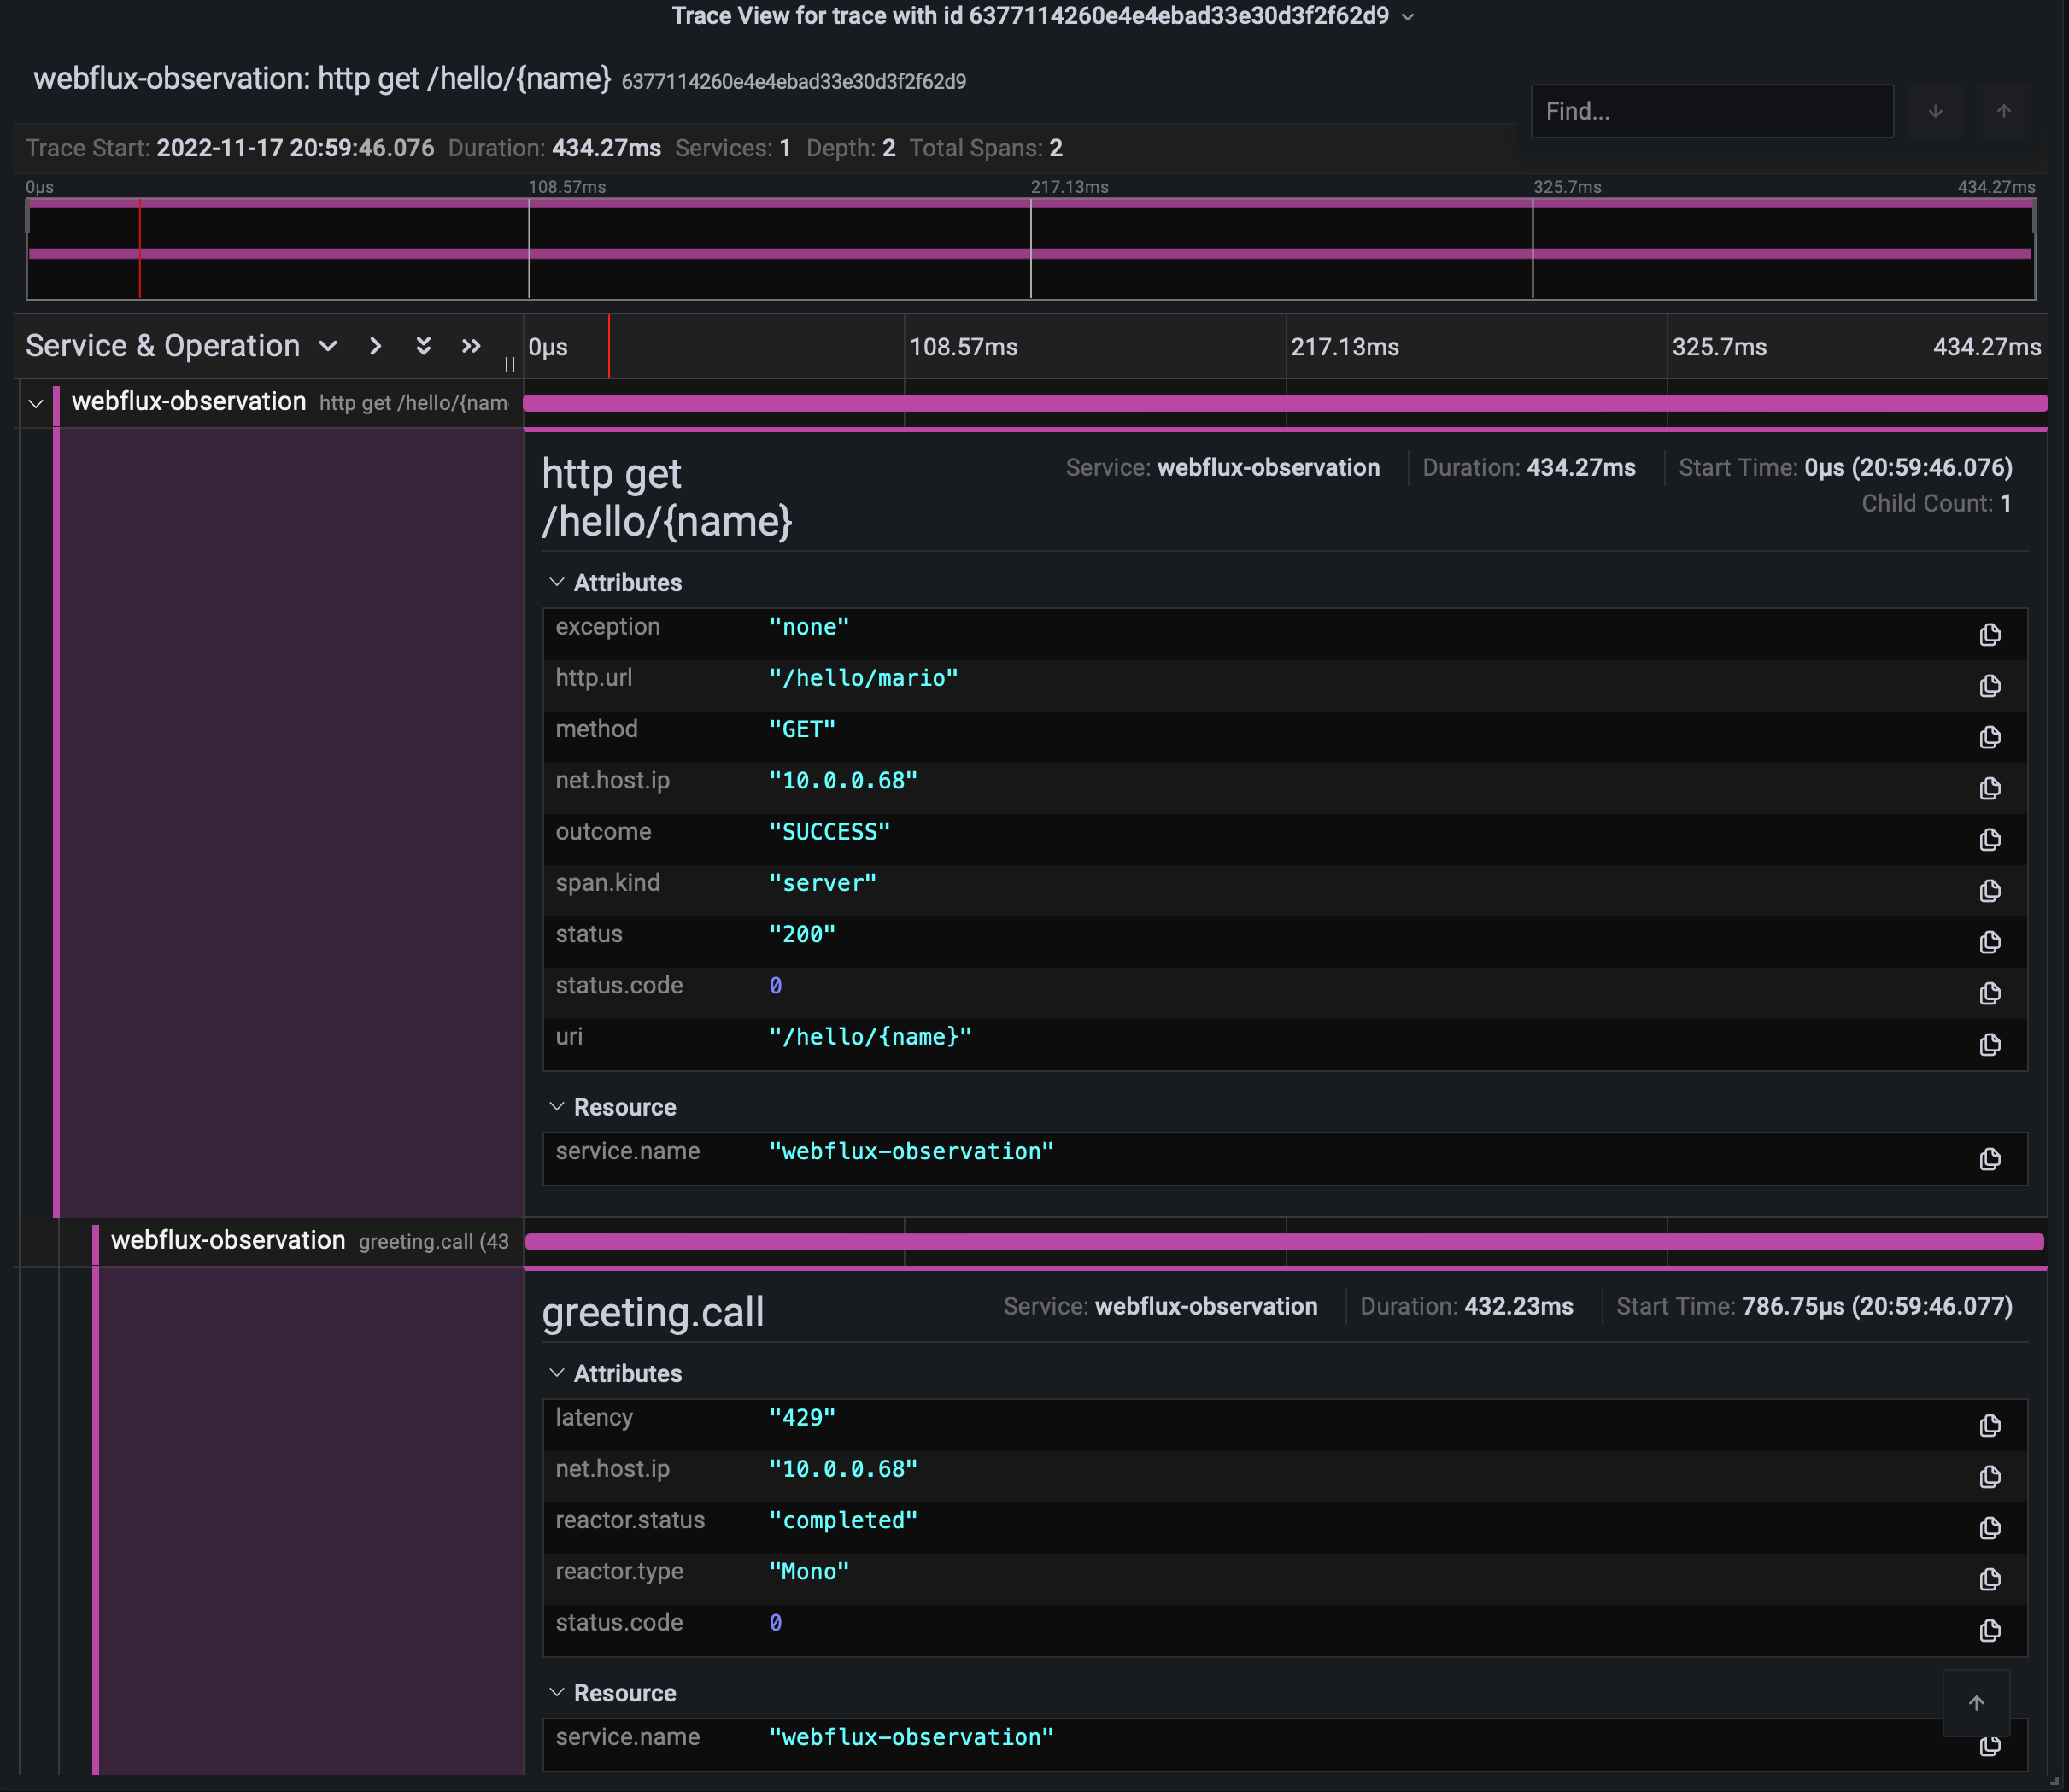 Trace View for trace with id 6377114260e4e4ebad33e30d3f2f62d9
webflux-observation: http get /hello/{name} 6377114260e4e4ebad33e30d3f2f62d9
Find...
Trace Start: 2022-11-17 20:59:46.076 Duration: 434.27ms Services: 1 Depth: 2 Total Spans: 2
0μs 108.57ms 217.13ms 325.7ms 434.27ms
Service & Operation 0μs 108.57ms 217.13ms 325.7ms 434.27ms
webflux-observation http get /hello/{nam
http get
/hello/{name}
Service: webflux-observation Duration: 434.27ms Start Time: 0μs (20:59:46.076)
Child Count: 1
Attributes
exception "none"
http.url "/hello/mario"
method "GET"
net.host.ip "10.0.0.68"
outcome "SUCCESS"
span.kind "server"
status "200"
status.code 0
uri "/hello/{name}"
Resource
service.name "webflux-observation"
webflux-observation greeting.call (43
greeting.call Service: webflux-observation Duration: 432.23ms Start Time: 786.75μs (20:59:46.077)
Attributes
latency "429"
net.host.ip "10.0.0.68"
reactor.status "completed"
reactor.type "Mono"
status.code 0
Resource
service.name "webflux-observation"